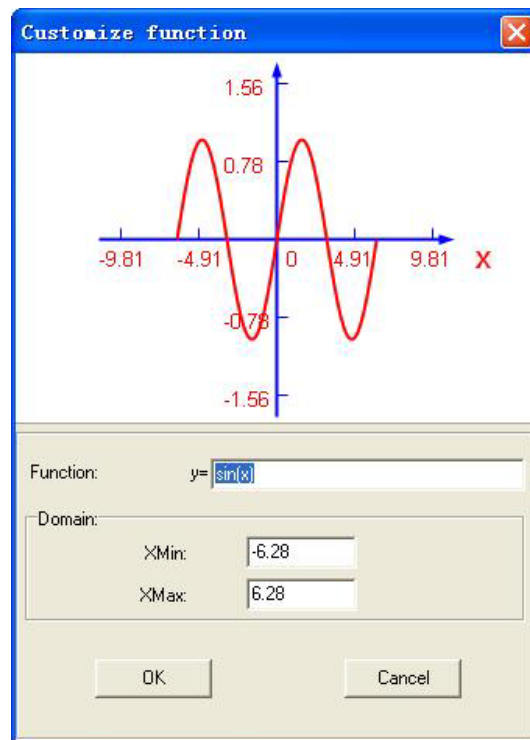 Customize function
1.56
0.78
-9.81 -4.91 0 4.91 9.81 X
-0.78
-1.56
Function: y= sin(x)
Domain:
XMin: -6.28
XMax: 6.28
OK Cancel